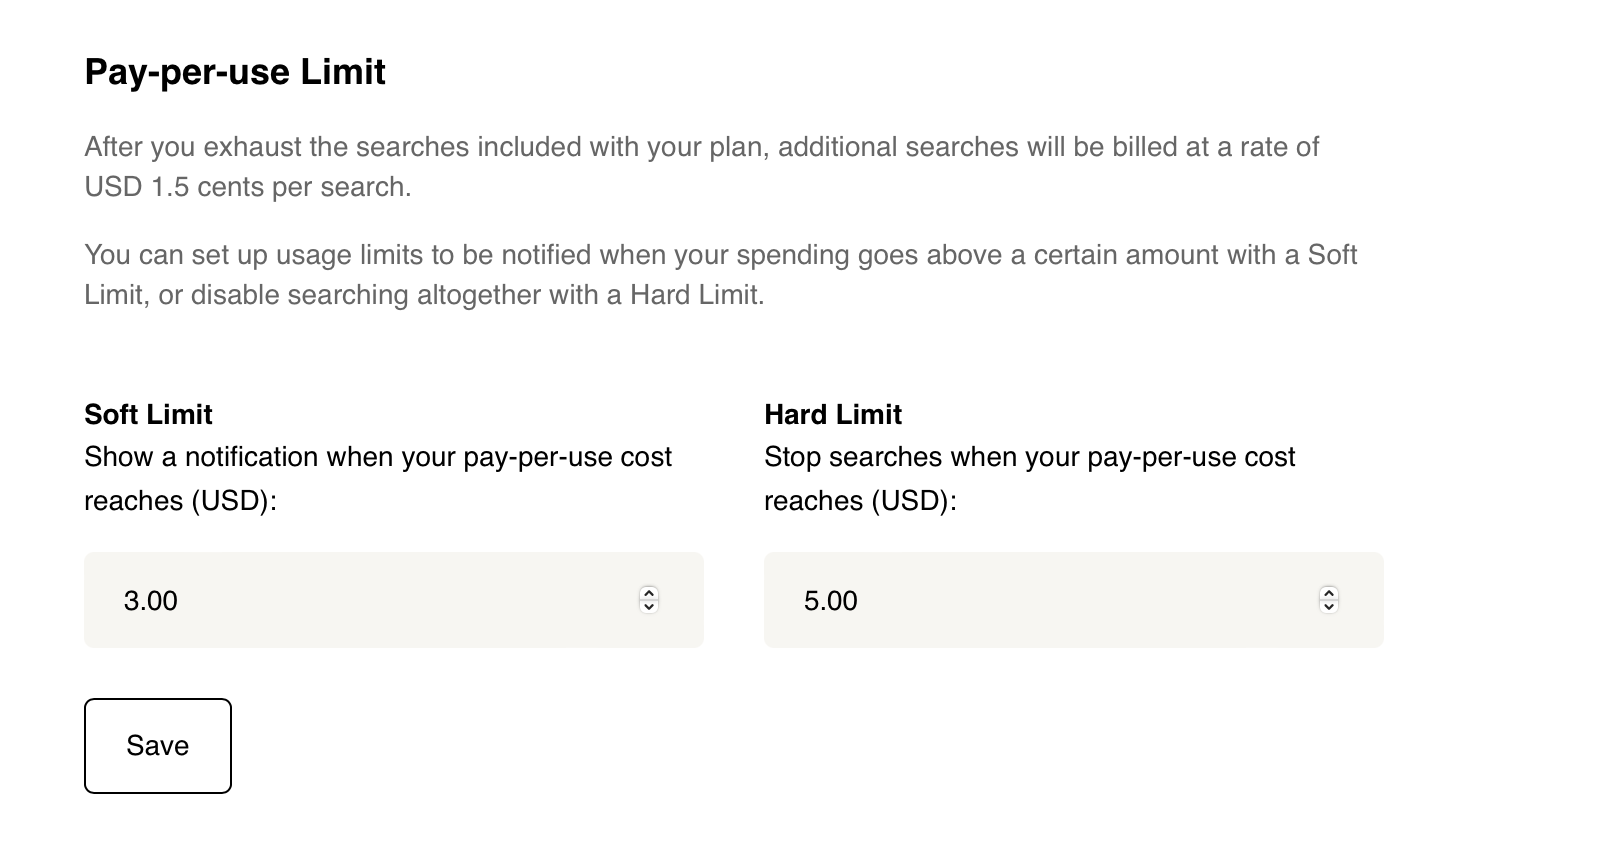 Pay-per-use Limit
After you exhaust the searches included with your plan, additional searches will be billed at a rate of
USD 1.5 cents per search.
You can set up usage limits to be notified when your spending goes above a certain amount with a Soft
Limit, or disable searching altogether with a Hard Limit.
Soft Limit
Show a notification when your pay-per-use cost
reaches (USD):
3.00
Hard Limit
Stop searches when your pay-per-use cost
reaches (USD):
5.00
Save